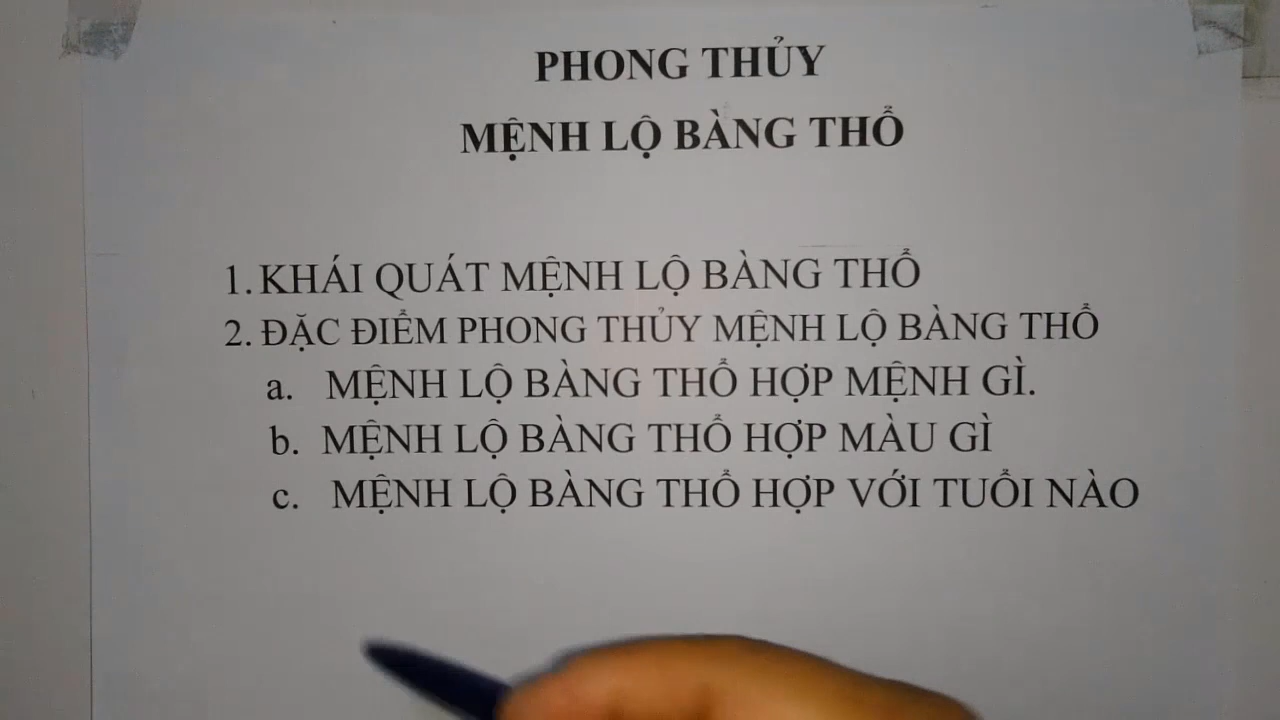 PHONG THỦY
MỆNH LỘ BÀNG THỔ
1. KHÁI QUÁT MỆNH LỘ BÀNG THỔ
2. ĐẶC ĐIỂM PHONG THỦY MỆNH LỘ BÀNG THỔ
a. MỆNH LỘ BÀNG THỔ HỢP MỆNH GÌ.
b. MỆNH LỘ BÀNG THỔ HỢP MÀU GÌ
c. MỆNH LỘ BÀNG THỔ HỢP VỚI TUỔI NÀO